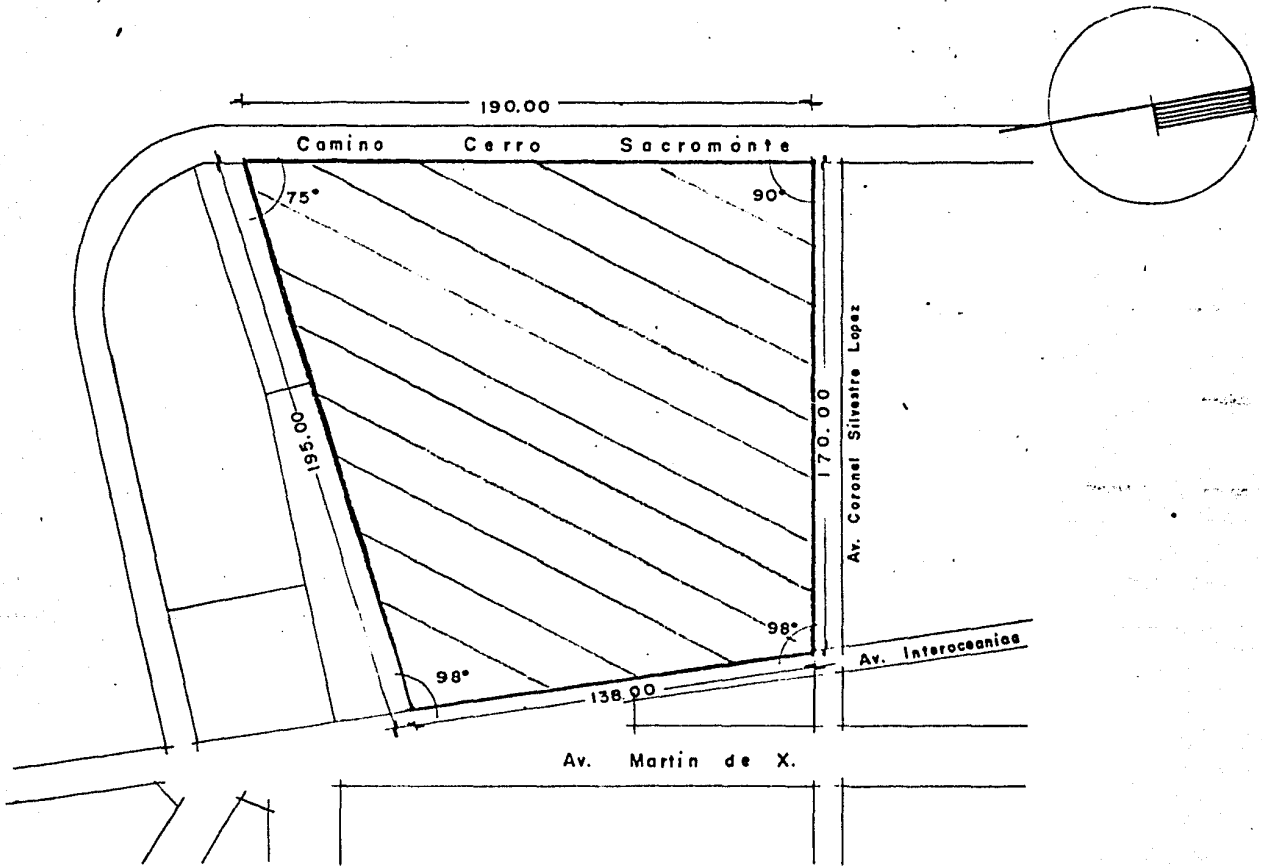 190.00
Camino Cerro Sacromonte
75°
90°
195.00
170.00
Av. Coronel Silvestre Lopez
98°
98°
Av. Interoceanica
138.00
Av. Martin de X.